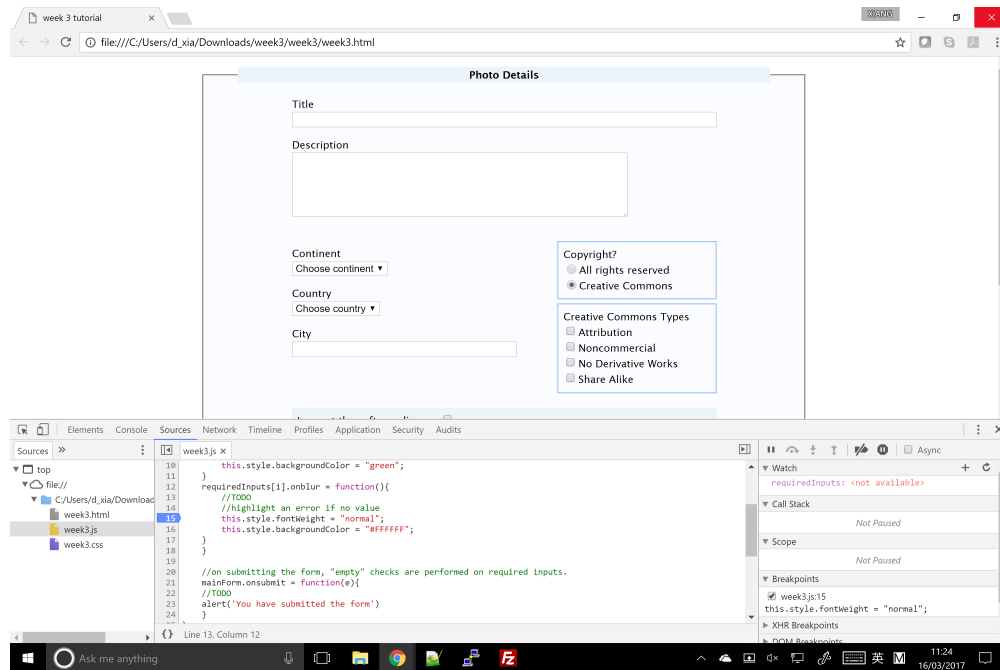 week 3 tutorial
XIANG
file:///C:/Users/d_xia/Downloads/week3/week3/week3.html
Photo Details
Title
Description
Continent
Choose continent
Country
Choose country
City
Copyright?
All rights reserved
Creative Commons
Creative Commons Types
Attribution
Noncommercial
No Derivative Works
Share Alike
Elements Console Sources Network Timeline Profiles Application Security Audits
Sources
top
file://
C:/Users/d_xia/Download
week3.html
week3.js
week3.css
week3.js
10 this.style.backgroundColor = "green";
11 }
12 requiredInputs[i].onblur = function(){
13 //TODO
14 //highlight an error if no value
15 this.style.fontWeight = "normal";
16 this.style.backgroundColor = "#FFFFFF";
17 }
18 }
19
20 //on submitting the form, "empty" checks are performed on required inputs.
21 mainForm.onsubmit = function(e){
22 //TODO
23 alert('You have submitted the form')
24 }
{} Line 13, Column 12
Async
Watch
requiredInputs: <not available>
Call Stack
Not Paused
Scope
Not Paused
Breakpoints
week3.js:15
this.style.fontWeight = "normal";
XHR Breakpoints
DOM Breakpoints
Ask me anything
英
M
11:24
16/03/2017